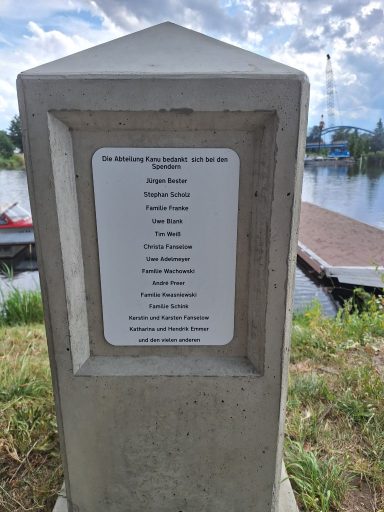 Die Abteilung Kanu bedankt sich bei den
Spendern
Jürgen Bester
Stephan Scholz
Familie Franke
Uwe Blank
Tim Weiß
Christa Fanselow
Uwe Adelmeyer
Familie Wachowski
André Preer
Familie Kwasniewski
Familie Schink
Kerstin und Karsten Fanselow
Katharina und Hendrik Emmer
und den vielen anderen